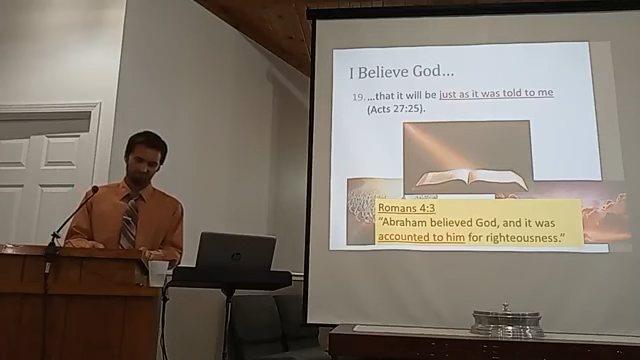 I Believe God...
19. ...that it will be just as it was told to me
(Acts 27:25).
Romans 4:3
"Abraham believed God, and it was
accounted to him for righteousness."
hp